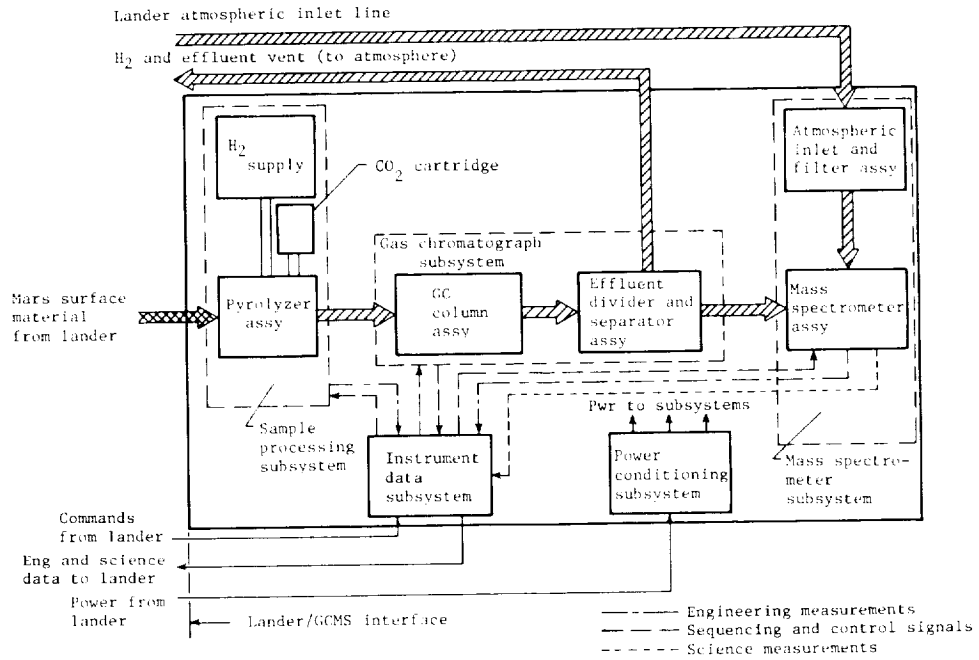 Lander atmospheric inlet line
H2 and effluent vent (to atmosphere)
H2
supply
CO2 cartridge
Atmospheric
inlet and
filter assy
Gas chromatograph
subsystem
Mars surface
material
from lander
Pyrolyzer
assy
GC
column
assy
Effluent
divider and
separator
assy
Mass
spectrometer
assy
Sample
processing
subsystem
Instrument
data
subsystem
Pwr to subsystems
Power
conditioning
subsystem
Mass spectro-
meter
subsystem
Commands
from lander
Eng and science
data to lander
Power from
lander
Lander/GCMS interface
Engineering measurements
Sequencing and control signals
Science measurements